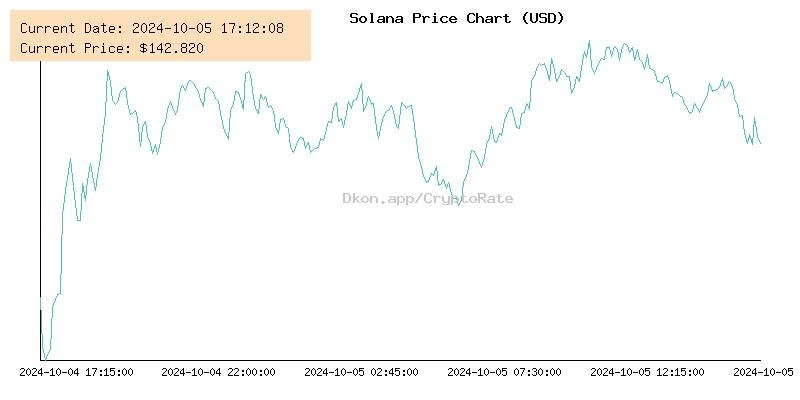 Solana Price Chart (USD)
Current Date: 2024-10-05 17:12:08
Current Price: $142.820
Dkon.app/CryptoRate
2024-10-04 17:15:00 2024-10-04 22:00:00 2024-10-05 02:45:00 2024-10-05 07:30:00 2024-10-05 12:15:00 2024-10-05